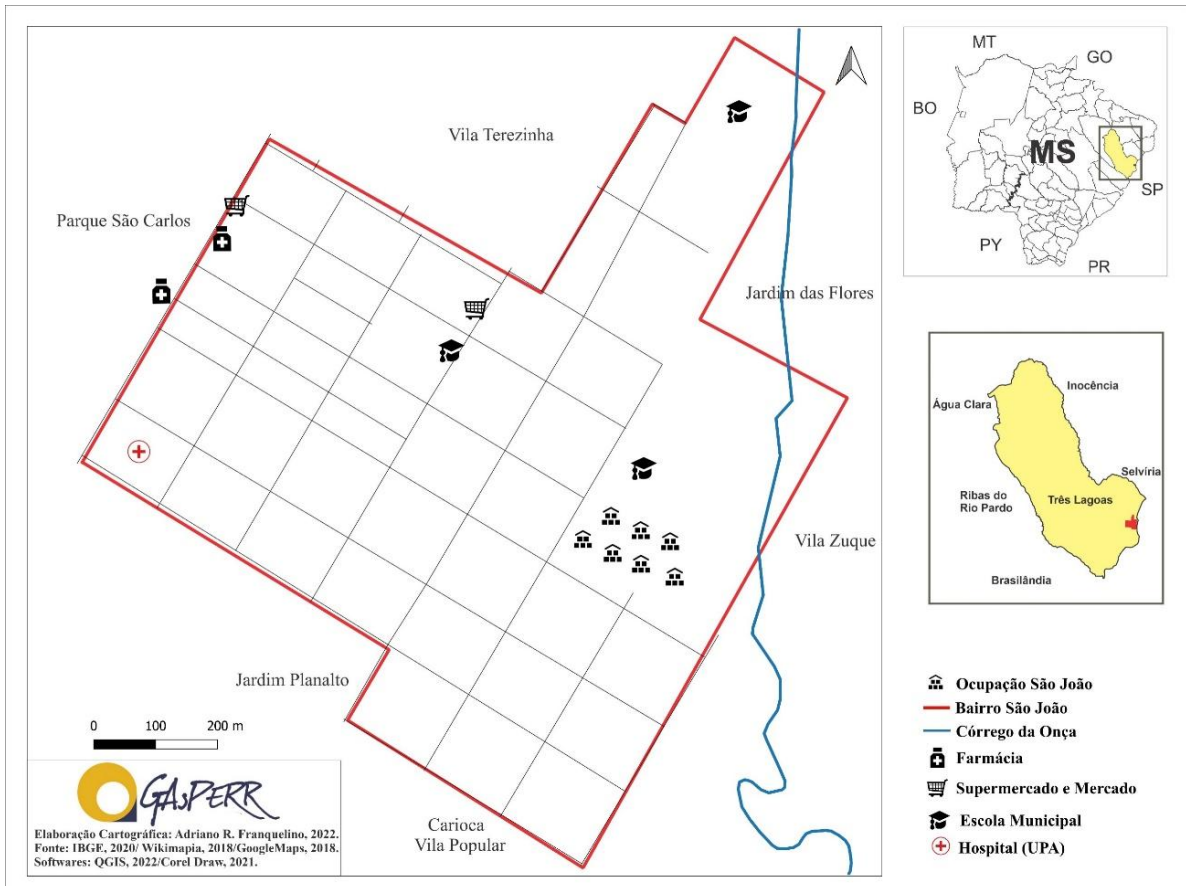 Vila Terezinha
Parque São Carlos
Jardim das Flores
Vila Zuque
Jardim Planalto
Carioca
Vila Popular
0 100 200 m
GAsPERR
Elaboração Cartográfica: Adriano R. Franquelino, 2022.
Fonte: IBGE, 2020/ Wikimapia, 2018/GoogleMaps, 2018.
Softwares: QGIS, 2022/Corel Draw, 2021.
MT
GO
BO
MS
SP
PY
PR
Inocência
Água Clara
Selvíria
Três Lagoas
Ribas do
Rio Pardo
Brasilândia
Ocupação São João
Bairro São João
Córrego da Onça
Farmácia
Supermercado e Mercado
Escola Municipal
Hospital (UPA)